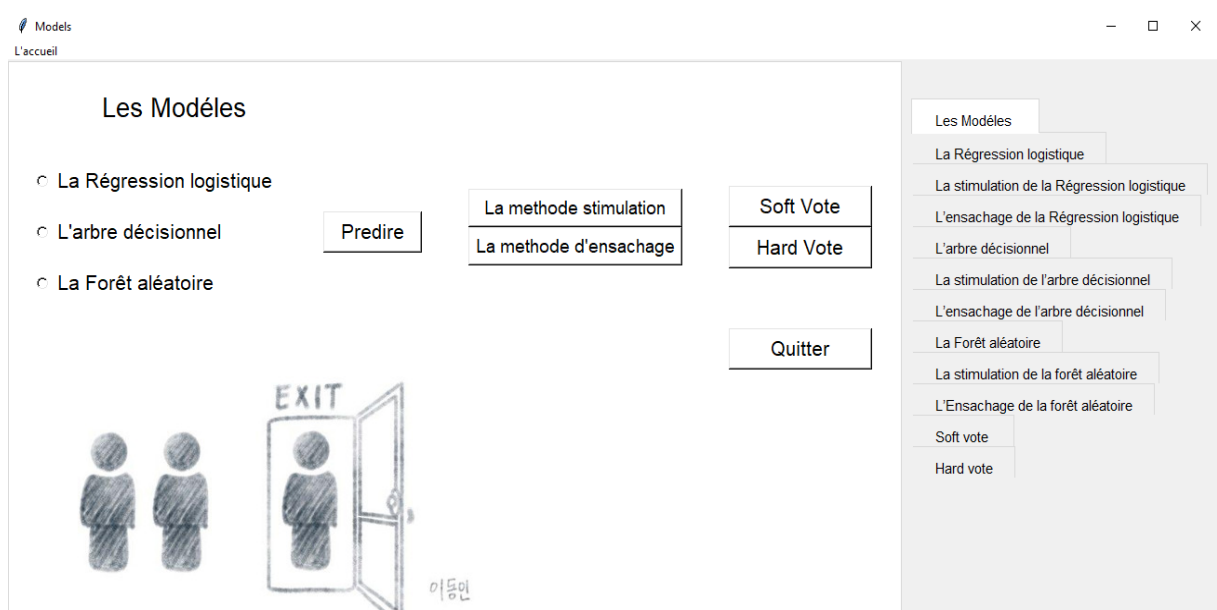 Models
L'accueil
Les Modéles
La Régression logistique
L'arbre décisionnel
La Forêt aléatoire
Predire
La methode stimulation
La methode d'ensachage
Soft Vote
Hard Vote
Quitter
EXIT
이동인
Les Modéles
La Régression logistique
La stimulation de la Régression logistique
L'ensachage de la Régression logistique
L'arbre décisionnel
La stimulation de l'arbre décisionnel
L'ensachage de l'arbre décisionnel
La Forêt aléatoire
La stimulation de la forêt aléatoire
L'Ensachage de la forêt aléatoire
Soft vote
Hard vote